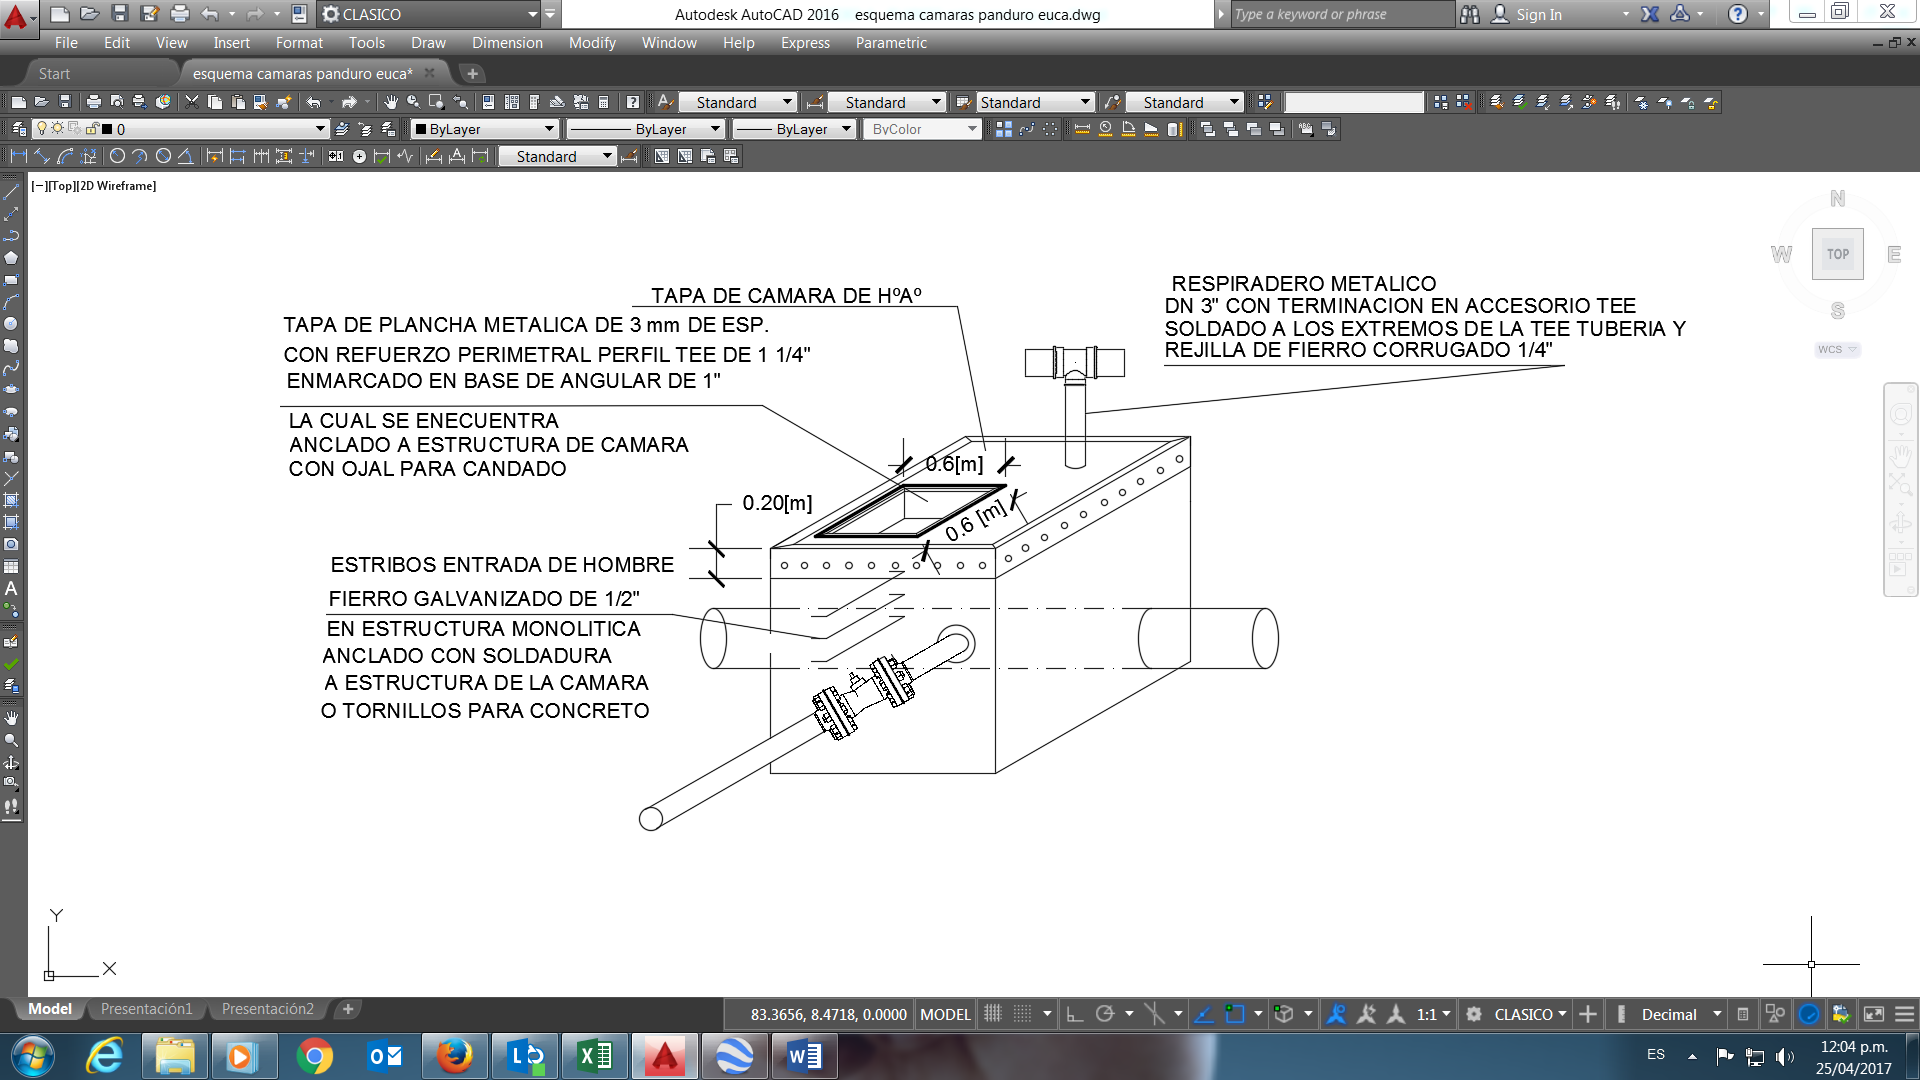 CLASICO
Autodesk AutoCAD 2016 esquema camaras panduro euca.dwg
Type a keyword or phrase
Sign In
File Edit View Insert Format Tools Draw Dimension Modify Window Help Express Parametric
Start
esquema camaras panduro euca*
Standard Standard Standard Standard
0 ByLayer ByLayer ByLayer ByColor
Standard
[−][Top][2D Wireframe]
N
W TOP E
S
WCS
TAPA DE CAMARA DE HºAº
TAPA DE PLANCHA METALICA DE 3 mm DE ESP.
CON REFUERZO PERIMETRAL PERFIL TEE DE 1 1/4"
ENMARCADO EN BASE DE ANGULAR DE 1"
LA CUAL SE ENECUENTRA
ANCLADO A ESTRUCTURA DE CAMARA
CON OJAL PARA CANDADO
RESPIRADERO METALICO
DN 3" CON TERMINACION EN ACCESORIO TEE
SOLDADO A LOS EXTREMOS DE LA TEE TUBERIA Y
REJILLA DE FIERRO CORRUGADO 1/4"
0.6[m]
0.6 [m]
0.20[m]
ESTRIBOS ENTRADA DE HOMBRE
FIERRO GALVANIZADO DE 1/2"
EN ESTRUCTURA MONOLITICA
ANCLADO CON SOLDADURA
A ESTRUCTURA DE LA CAMARA
O TORNILLOS PARA CONCRETO
Y
X
Model Presentación1 Presentación2
83.3656, 8.4718, 0.0000 MODEL 1:1 CLASICO Decimal
ES
12:04 p.m.
25/04/2017